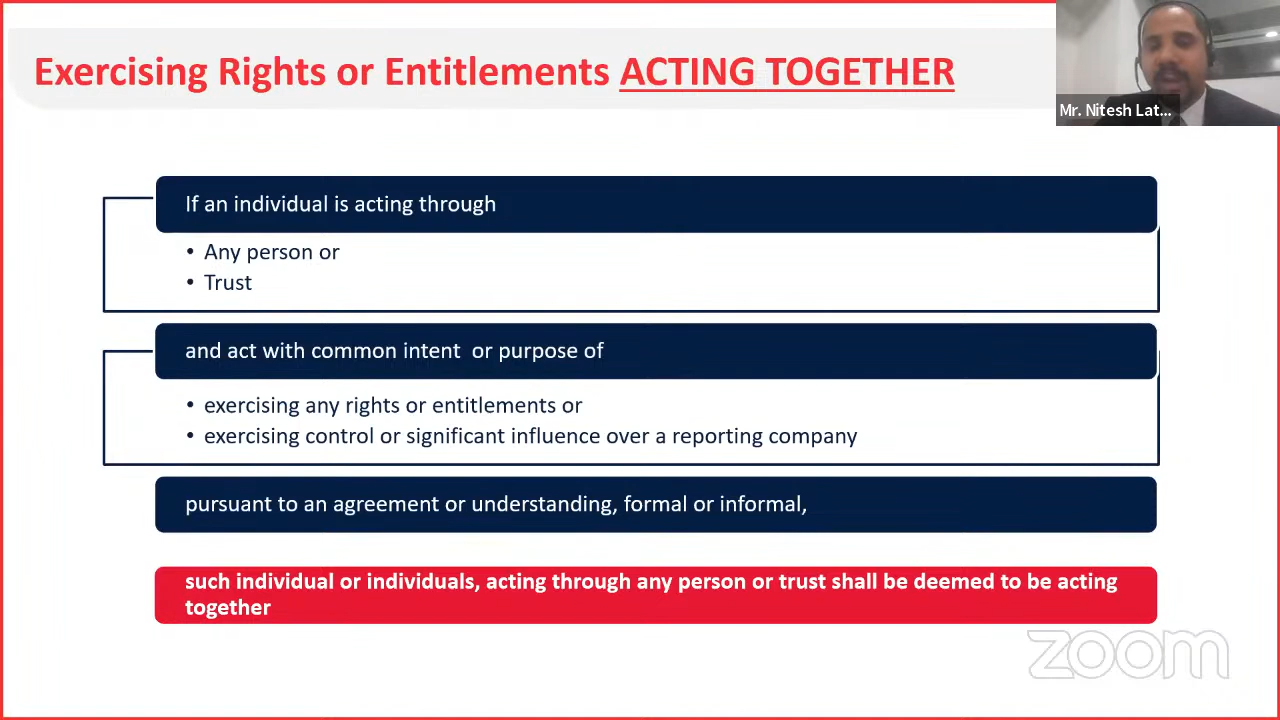 Exercising Rights or Entitlements ACTING TOGETHER
Mr. Nitesh Lat...
If an individual is acting through
• Any person or
• Trust
and act with common intent or purpose of
• exercising any rights or entitlements or
• exercising control or significant influence over a reporting company
pursuant to an agreement or understanding, formal or informal,
such individual or individuals, acting through any person or trust shall be deemed to be acting
together
zoom